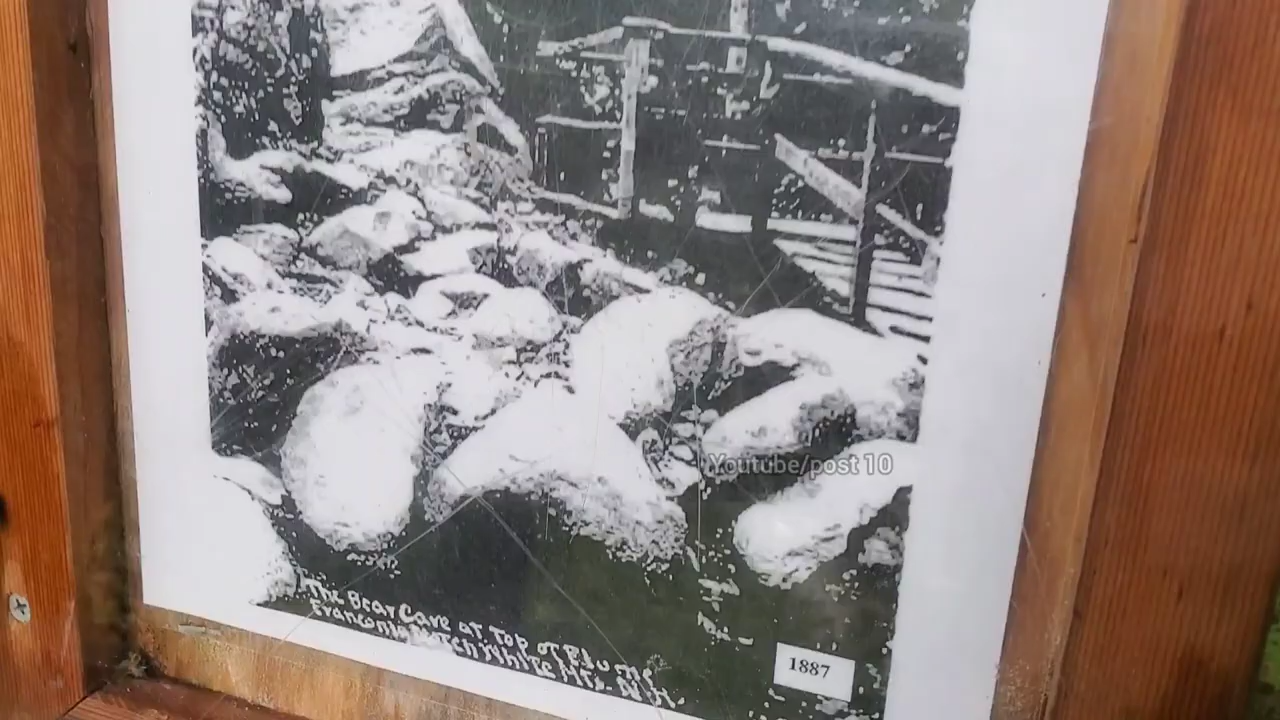 Youtube/post 10
The Bear Cave at top of Flume
Franconia Notch White Mts. N.H.
1887